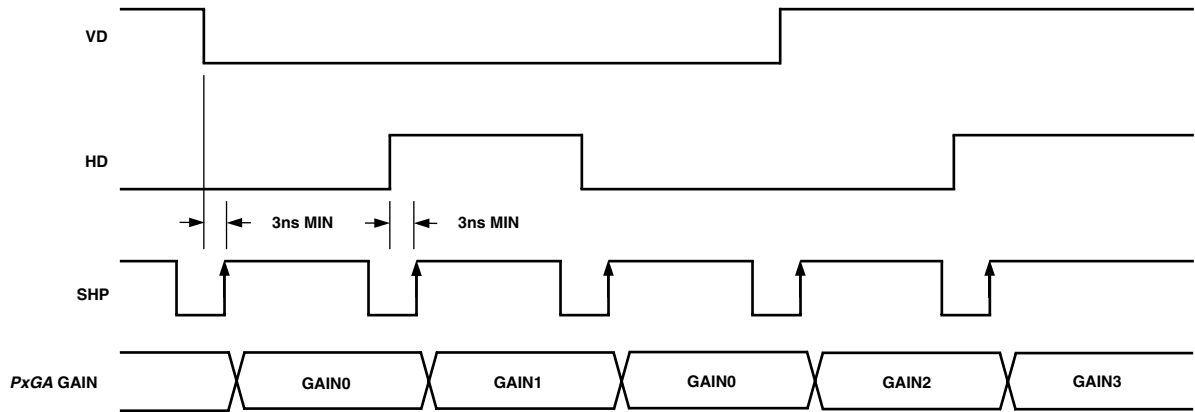 VD
HD
3ns MIN 3ns MIN
SHP
PxGA GAIN GAIN0 GAIN1 GAIN0 GAIN2 GAIN3